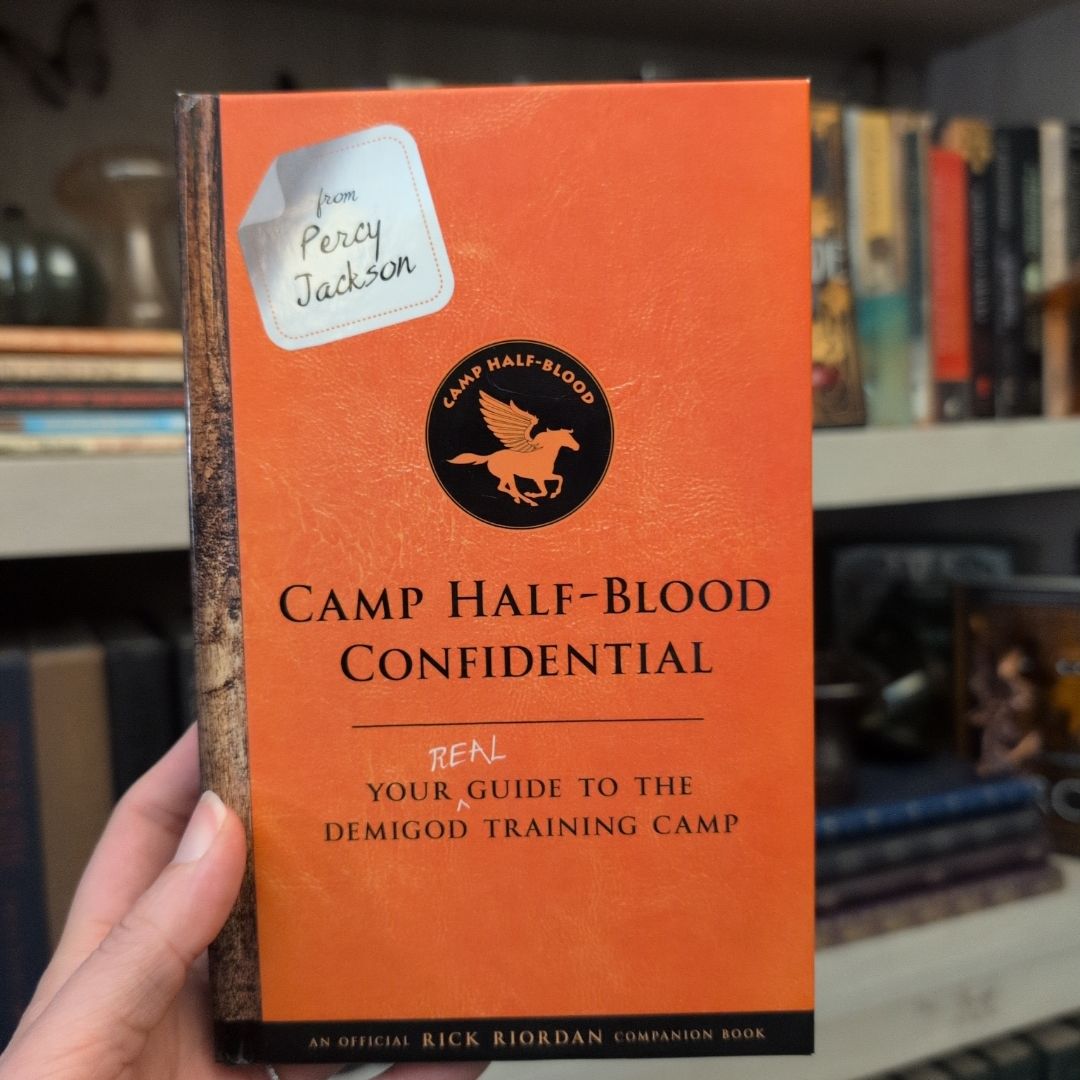 from
Percy
Jackson
CAMP HALF-BLOOD
CAMP HALF-BLOOD
CONFIDENTIAL
REAL
YOUR ^ GUIDE TO THE
DEMIGOD TRAINING CAMP
AN OFFICIAL RICK RIORDAN COMPANION BOOK